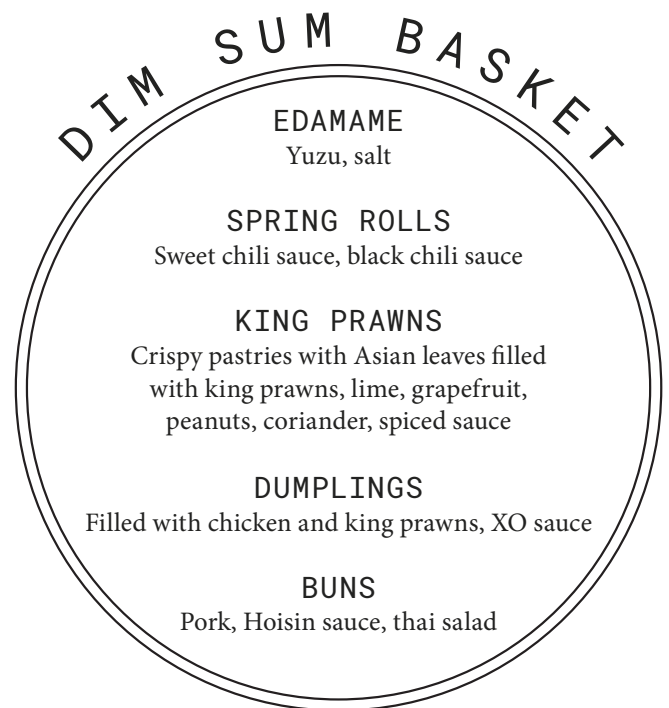 DIM SUM BASKET
EDAMAME
Yuzu, salt
SPRING ROLLS
Sweet chili sauce, black chili sauce
KING PRAWNS
Crispy pastries with Asian leaves filled
with king prawns, lime, grapefruit,
peanuts, coriander, spiced sauce
DUMPLINGS
Filled with chicken and king prawns, XO sauce
BUNS
Pork, Hoisin sauce, thai salad